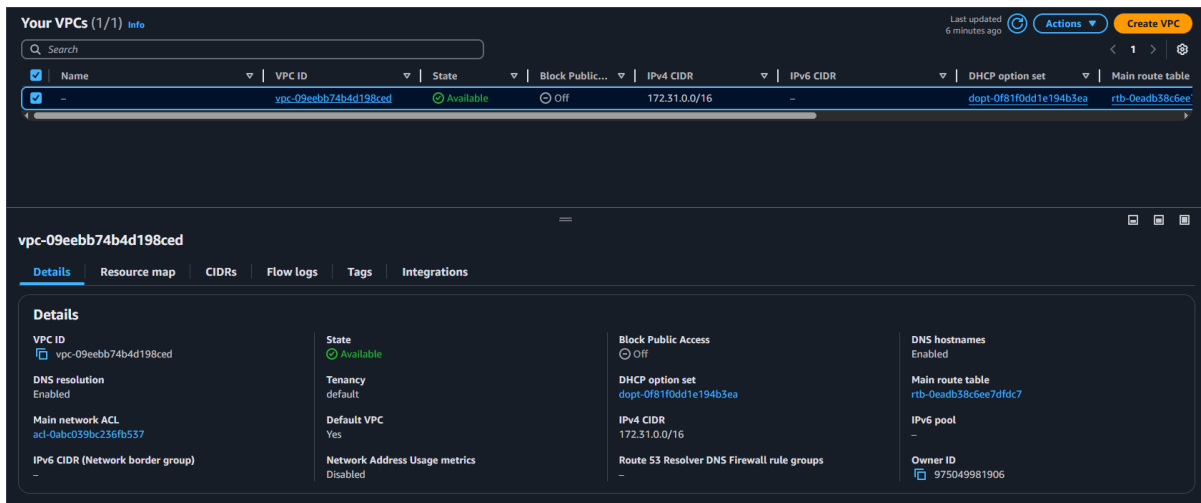 Your VPCs (1/1) Info
Last updated
6 minutes ago
Actions
Create VPC
Search
1
Name VPC ID State Block Public... IPv4 CIDR IPv6 CIDR DHCP option set Main route table
– vpc-09eebb74b4d198ced Available Off 172.31.0.0/16 – dopt-0f81f0dd1e194b3ea rtb-0eadb38c6ee7
vpc-09eebb74b4d198ced
Details Resource map CIDRs Flow logs Tags Integrations
Details
VPC ID State Block Public Access DNS hostnames
vpc-09eebb74b4d198ced Available Off Enabled
DNS resolution Tenancy DHCP option set Main route table
Enabled default dopt-0f81f0dd1e194b3ea rtb-0eadb38c6ee7dfdc7
Main network ACL Default VPC IPv4 CIDR IPv6 pool
acl-0abc039bc236fb537 Yes 172.31.0.0/16 –
IPv6 CIDR (Network border group) Network Address Usage metrics Route 53 Resolver DNS Firewall rule groups Owner ID
– Disabled – 975049981906